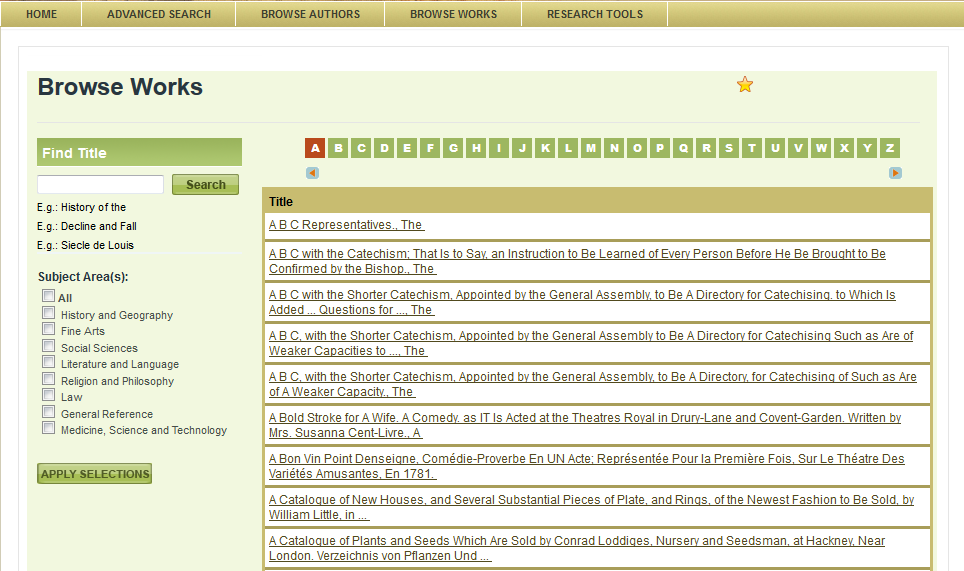 HOME ADVANCED SEARCH BROWSE AUTHORS BROWSE WORKS RESEARCH TOOLS
Browse Works
Find Title
Search
E.g.: History of the
E.g.: Decline and Fall
E.g.: Siecle de Louis
Subject Area(s):
All
History and Geography
Fine Arts
Social Sciences
Literature and Language
Religion and Philosophy
Law
General Reference
Medicine, Science and Technology
APPLY SELECTIONS
A B C D E F G H I J K L M N O P Q R S T U V W X Y Z
Title
A B C Representatives., The
A B C with the Catechism; That Is to Say, an Instruction to Be Learned of Every Person Before He Be Brought to Be
Confirmed by the Bishop., The
A B C with the Shorter Catechism, Appointed by the General Assembly, to Be A Directory for Catechising, to Which Is
Added ... Questions for ..., The
A B C, with the Shorter Catechism, Appointed by the General Assembly to Be A Directory for Catechising Such as Are of
Weaker Capacities to ..., The
A B C, with the Shorter Catechism, Appointed by the General Assembly, to Be A Directory, for Catechising of Such as Are
of A Weaker Capacity., The
A Bold Stroke for A Wife. A Comedy. as IT Is Acted at the Theatres Royal in Drury-Lane and Covent-Garden. Written by
Mrs. Susanna Cent-Livre., A
A Bon Vin Point Denseigne, Comédie-Proverbe En UN Acte; Représentée Pour la Première Fois, Sur Le Théatre Des
Variétés Amusantes, En 1781.
A Catalogue of New Houses, and Several Substantial Pieces of Plate, and Rings, of the Newest Fashion to Be Sold, by
William Little, in ...
A Catalogue of Plants and Seeds Which Are Sold by Conrad Loddiges, Nursery and Seedsman, at Hackney, Near
London. Verzeichnis von Pflanzen Und ...